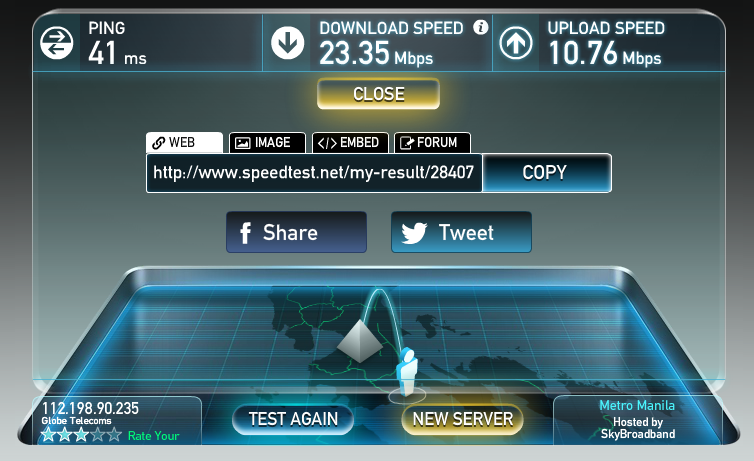 PING
41 ms
DOWNLOAD SPEED
23.35 Mbps
UPLOAD SPEED
10.76 Mbps
CLOSE
WEB
IMAGE
</> EMBED
FORUM
http://www.speedtest.net/my-result/28407
COPY
f Share
Tweet
112.198.90.235
Globe Telecoms
Rate Your
TEST AGAIN
NEW SERVER
Metro Manila
Hosted by
SkyBroadband